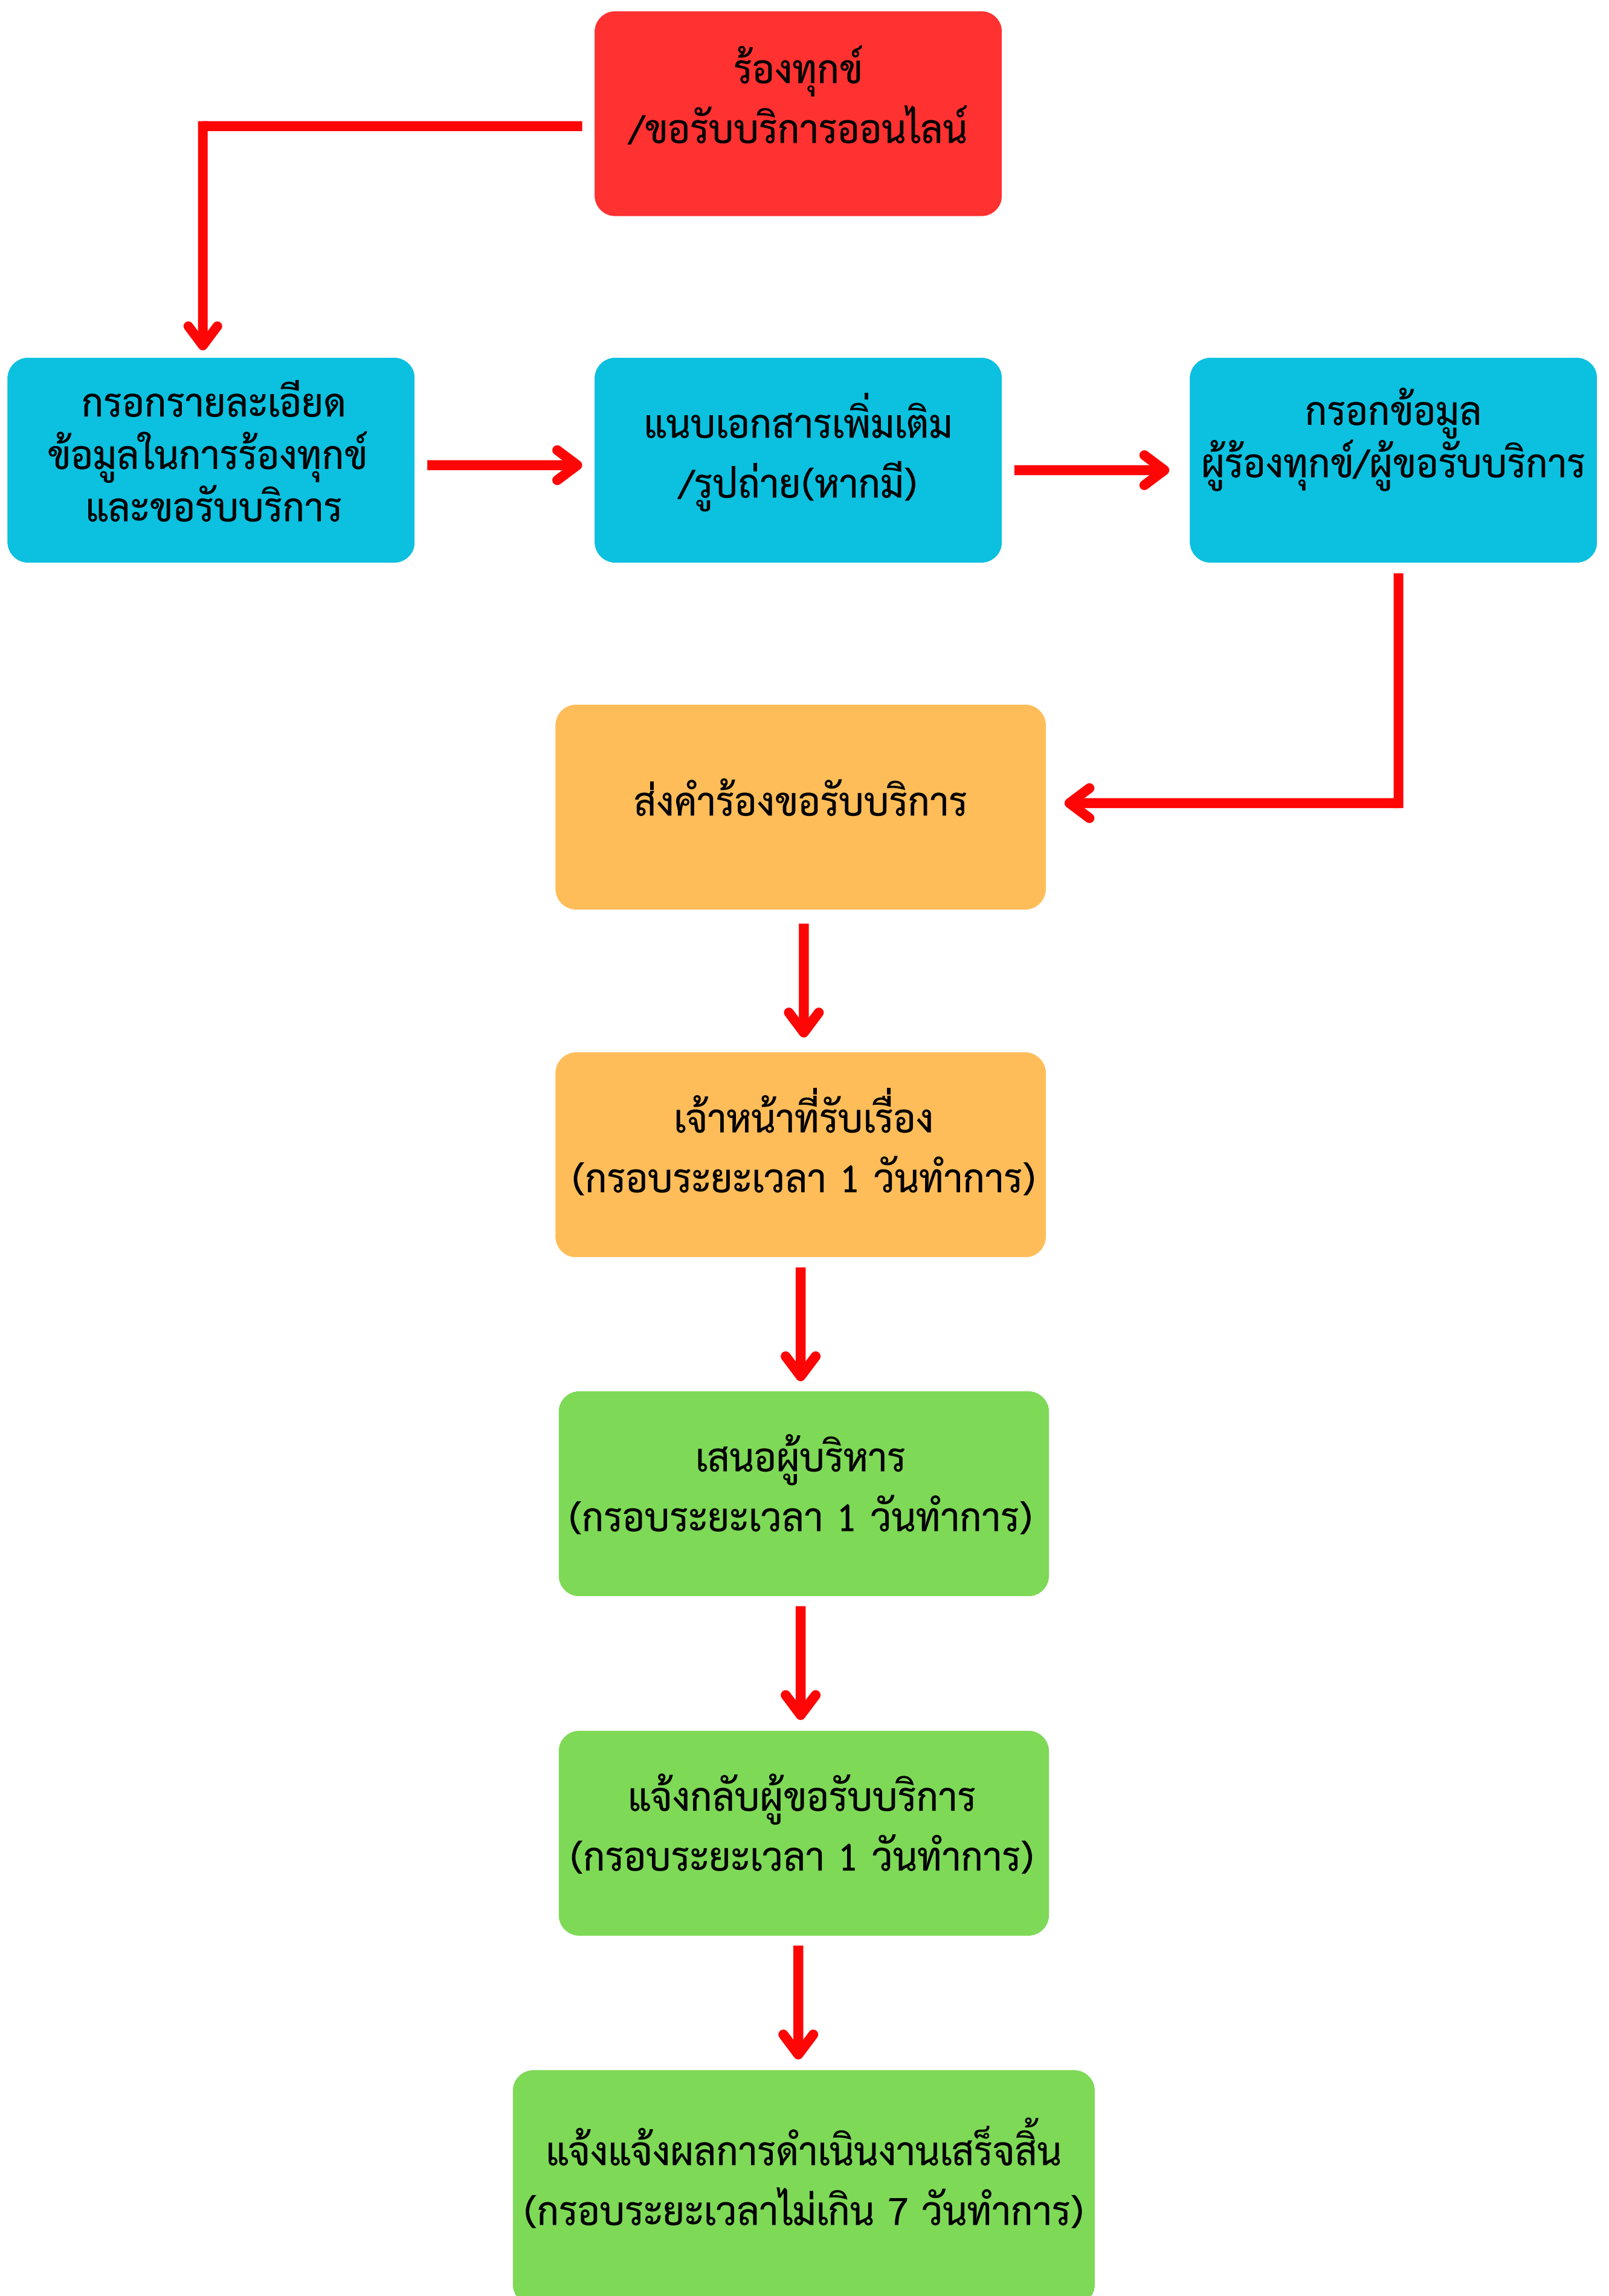 ร้องทุกข์
/ขอรับบริการออนไลน์
กรอกรายละเอียด
ข้อมูลในการร้องทุกข์
และขอรับบริการ
แนบเอกสารเพิ่มเติม
/รูปถ่าย(หากมี)
กรอกข้อมูล
ผู้ร้องทุกข์/ผู้ขอรับบริการ
ส่งคำร้องขอรับบริการ
เจ้าหน้าที่รับเรื่อง
(กรอบระยะเวลา 1 วันทำการ)
เสนอผู้บริหาร
(กรอบระยะเวลา 1 วันทำการ)
แจ้งกลับผู้ขอรับบริการ
(กรอบระยะเวลา 1 วันทำการ)
แจ้งแจ้งผลการดำเนินงานเสร็จสิ้น
(กรอบระยะเวลาไม่เกิน 7 วันทำการ)